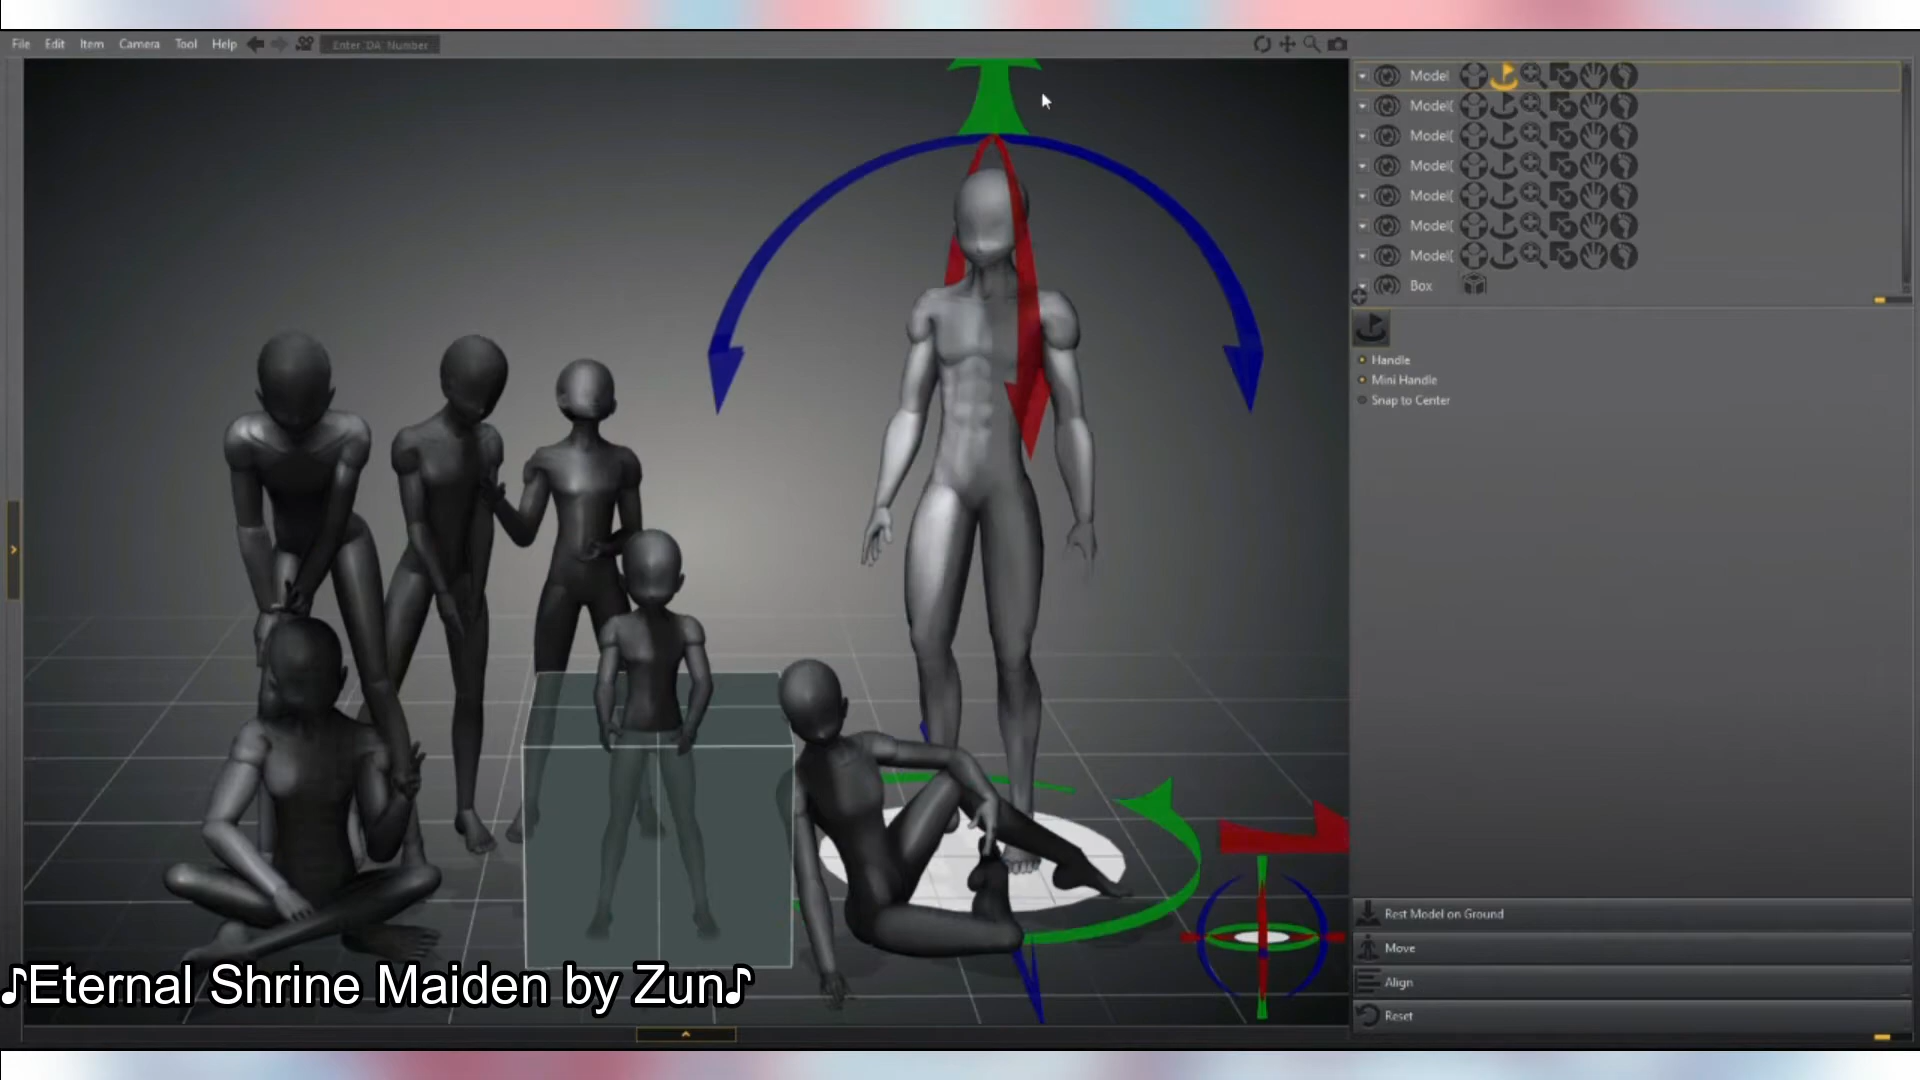 File Edit Item Camera Tool Help Enter 'DA' Number
Model
Model(
Model(
Model(
Model(
Model(
Model(
Box
Handle
Mini Handle
Snap to Center
Rest Model on Ground
Move
Align
Reset
♪Eternal Shrine Maiden by Zun♪